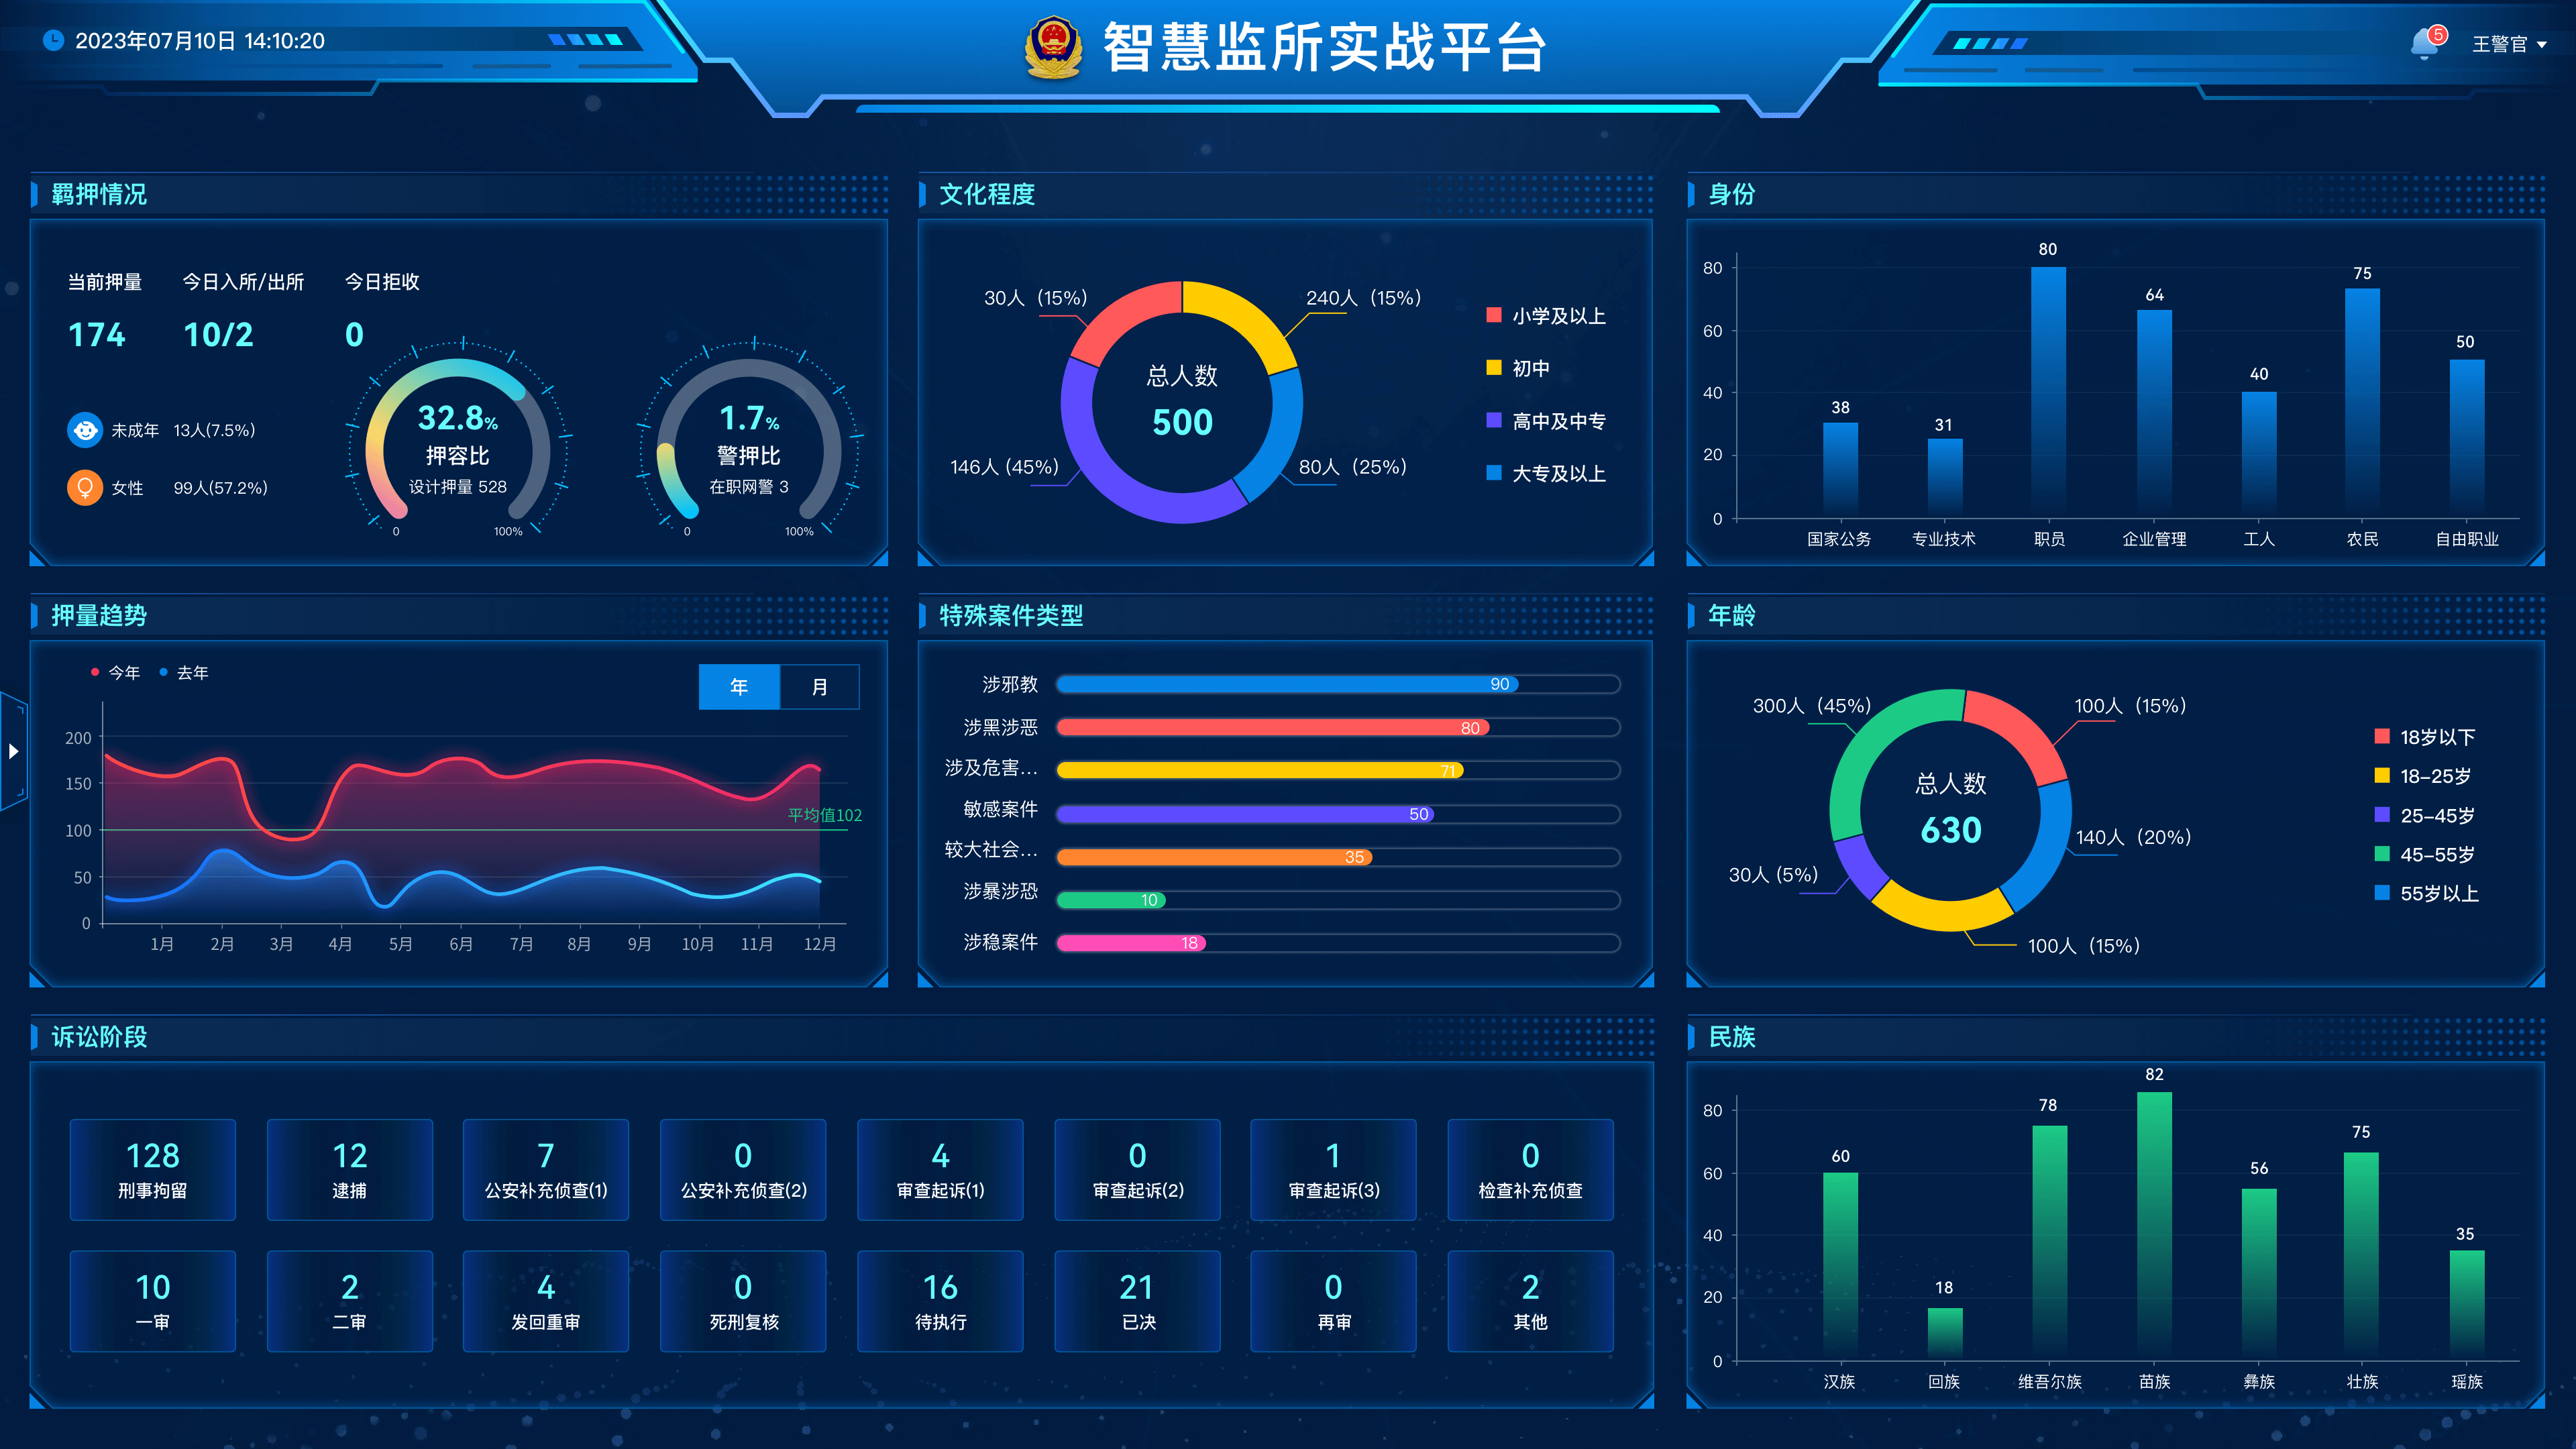 2023年07月10日 14:10:20
智慧监所实战平台
5
王警官
羁押情况
当前押量 今日入所/出所 今日拒收
174 10/2 0
未成年 13人(7.5%)
女性 99人(57.2%)
32.8%
押容比
设计押量 528
0 100%
1.7%
警押比
在职网警 3
0 100%
文化程度
30人（15%）
240人（15%）
146人 (45%）
80人（25%）
总人数
500
小学及以上
初中
高中及中专
大专及以上
身份
80
60
40
20
0
38
31
80
64
40
75
50
国家公务 专业技术 职员 企业管理 工人 农民 自由职业
押量趋势
今年 去年
年 月
200
150
100
50
0
平均值102
1月 2月 3月 4月 5月 6月 7月 8月 9月 10月 11月 12月
特殊案件类型
涉邪教 90
涉黑涉恶 80
涉及危害... 71
敏感案件 50
较大社会... 35
涉暴涉恐 10
涉稳案件 18
年龄
300人（45%）
100人（15%）
140人（20%）
30人 (5%）
100人（15%）
总人数
630
18岁以下
18-25岁
25-45岁
45-55岁
55岁以上
诉讼阶段
128 12 7 0 4 0 1 0
刑事拘留 逮捕 公安补充侦查(1) 公安补充侦查(2) 审查起诉(1) 审查起诉(2) 审查起诉(3) 检查补充侦查
10 2 4 0 16 21 0 2
一审 二审 发回重审 死刑复核 待执行 已决 再审 其他
民族
80
60
40
20
0
60
18
78
82
56
75
35
汉族 回族 维吾尔族 苗族 彝族 壮族 瑶族